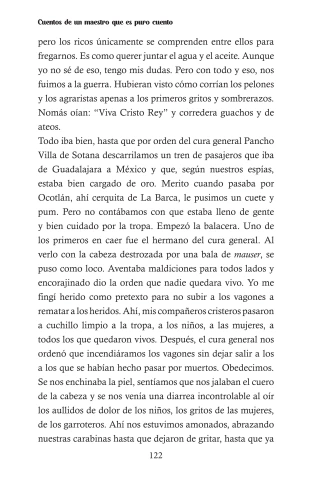 Cuentos de un maestro que es puro cuento
pero los ricos únicamente se comprenden entre ellos para
fregarnos. Es como querer juntar el agua y el aceite. Aunque
yo no sé de eso, tengo mis dudas. Pero con todo y eso, nos
fuimos a la guerra. Hubieran visto cómo corrían los pelones
y los agraristas apenas a los primeros gritos y sombrerazos.
Nomás oían: “Viva Cristo Rey” y corredera guachos y de
ateos.
Todo iba bien, hasta que por orden del cura general Pancho
Villa de Sotana descarrilamos un tren de pasajeros que iba
de Guadalajara a México y que, según nuestros espías,
estaba bien cargado de oro. Merito cuando pasaba por
Ocotlán, ahí cerquita de La Barca, le pusimos un cuete y
pum. Pero no contábamos con que estaba lleno de gente
y bien cuidado por la tropa. Empezó la balacera. Uno de
los primeros en caer fue el hermano del cura general. Al
verlo con la cabeza destrozada por una bala de mauser, se
puso como loco. Aventaba maldiciones para todos lados y
encorajinado dio la orden que nadie quedara vivo. Yo me
fingí herido como pretexto para no subir a los vagones a
rematar a los heridos. Ahí, mis compañeros cristeros pasaron
a cuchillo limpio a la tropa, a los niños, a las mujeres, a
todos los que quedaron vivos. Después, el cura general nos
ordenó que incendiáramos los vagones sin dejar salir a los
a los que se habían hecho pasar por muertos. Obedecimos.
Se nos enchinaba la piel, sentíamos que nos jalaban el cuero
de la cabeza y se nos venía una diarrea incontrolable al oir
los aullidos de dolor de los niños, los gritos de las mujeres,
de los garroteros. Ahí nos estuvimos amonados, abrazando
nuestras carabinas hasta que dejaron de gritar, hasta que ya
122